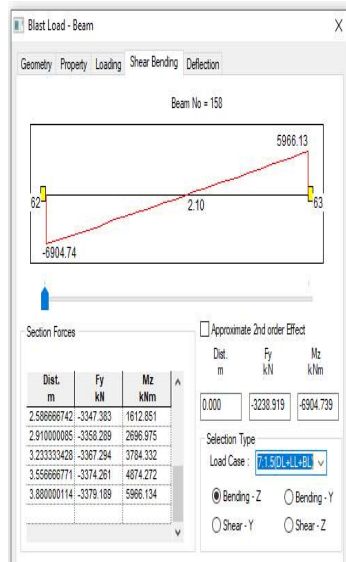 Blast Load - Beam X
Geometry Property Loading Shear Bending Deflection
Beam No = 158
5966.13
62 2.10 63
-6904.74
Section Forces
Dist. Fy Mz
m kN kNm
2.586666742 -3347.383 1612.851
2.910000085 -3358.289 2696.975
3.233333428 -3367.294 3784.332
3.556666771 -3374.261 4874.272
3.880000114 -3379.189 5966.134
Approximate 2nd order Effect
Dist. Fy Mz
m kN kNm
0.000 -3238.919 -6904.739
Selection Type
Load Case : 7:1.5(DL+LL+BL)
Bending - Z Bending - Y
Shear - Y Shear - Z